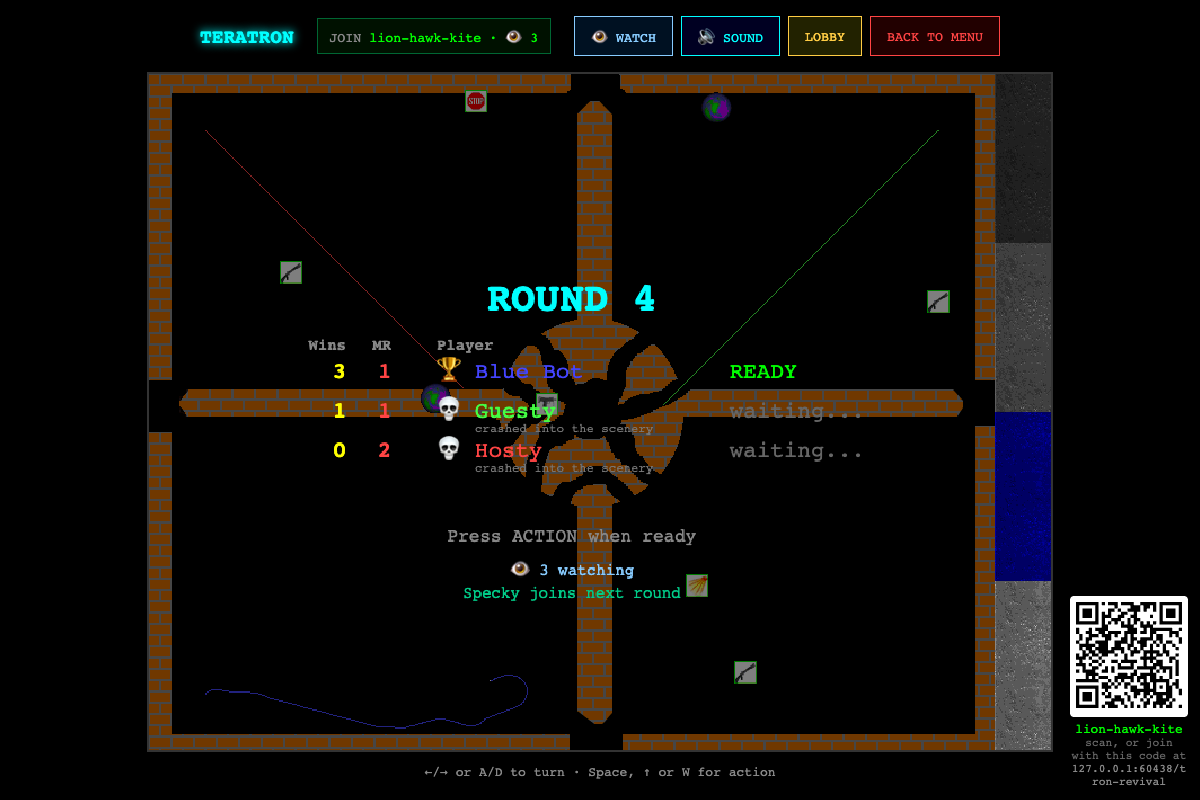 TERATRON
JOIN lion-hawk-kite · 3
WATCH
SOUND
LOBBY
BACK TO MENU
STOP
ROUND 4
Wins MR Player
3 1 Blue Bot READY
1 1 Guesty waiting...
crashed into the scenery
0 2 Hosty waiting...
crashed into the scenery
Press ACTION when ready
3 watching
Specky joins next round
lion-hawk-kite
scan, or join
with this code at
127.0.0.1:60438/t
ron-revival
←/→ or A/D to turn · Space, ↑ or W for action